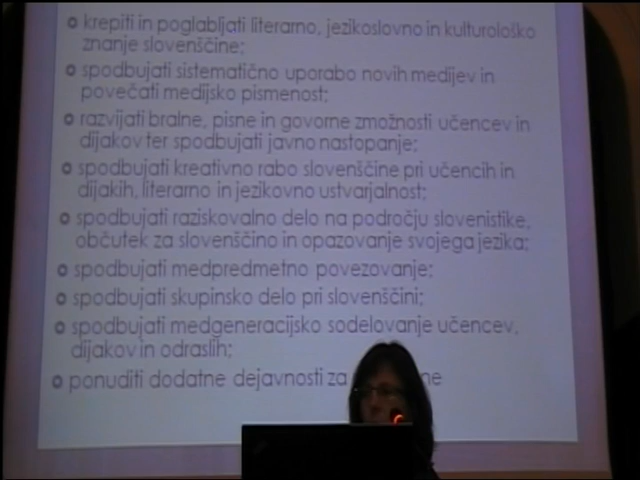 krepiti in poglabljati literarno, jezikoslovno in kulturološko
znanje slovenščine;
spodbujati sistematično uporabo novih medijev in
povečati medijsko pismenost;
razvijati bralne, pisne in govorne zmožnosti učencev in
dijakov ter spodbujati javno nastopanje;
spodbujati kreativno rabo slovenščine pri učencih in
dijakih, literarno in jezikovno ustvarjalnost;
spodbujati raziskovalno delo na področju slovenistike,
občutek za slovenščino in opazovanje svojega jezika;
spodbujati medpredmetno povezovanje;
spodbujati skupinsko delo pri slovenščini;
spodbujati medgeneracijsko sodelovanje učencev,
dijakov in odraslih;
ponuditi dodatne dejavnosti za